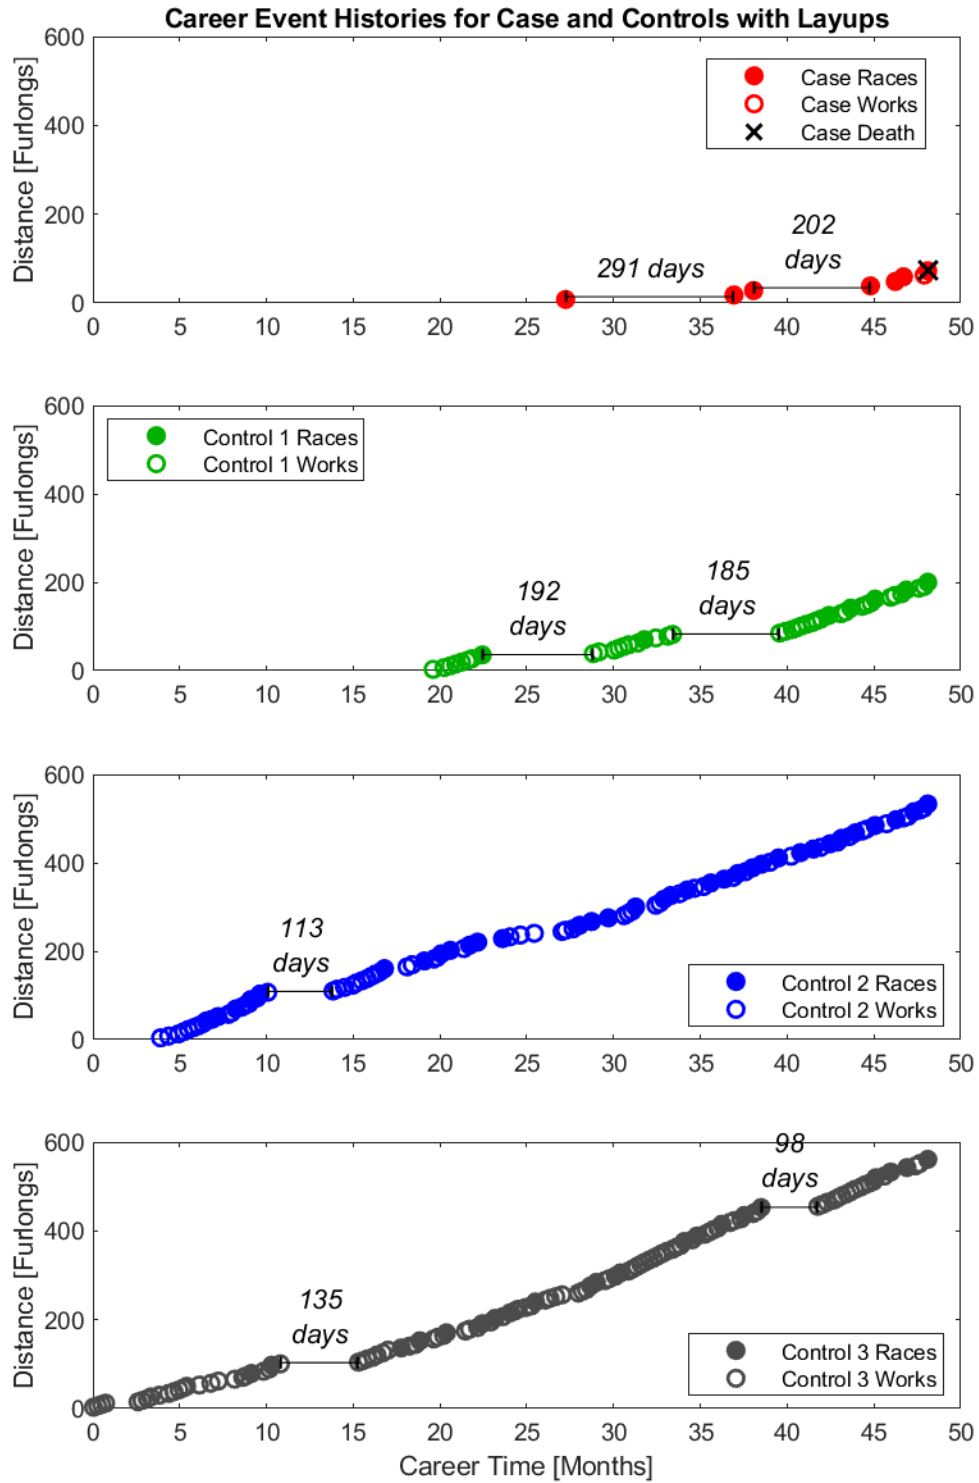 Career Event Histories for Case and Controls with Layups
600
400
200
0
Distance [Furlongs]
Case Races
Case Works
Case Death
291 days
202
days
0 5 10 15 20 25 30 35 40 45 50
600
400
200
0
Distance [Furlongs]
Control 1 Races
Control 1 Works
192
days
185
days
0 5 10 15 20 25 30 35 40 45 50
600
400
200
0
Distance [Furlongs]
113
days
Control 2 Races
Control 2 Works
0 5 10 15 20 25 30 35 40 45 50
600
400
200
0
Distance [Furlongs]
98
days
135
days
Control 3 Races
Control 3 Works
0 5 10 15 20 25 30 35 40 45 50
Career Time [Months]